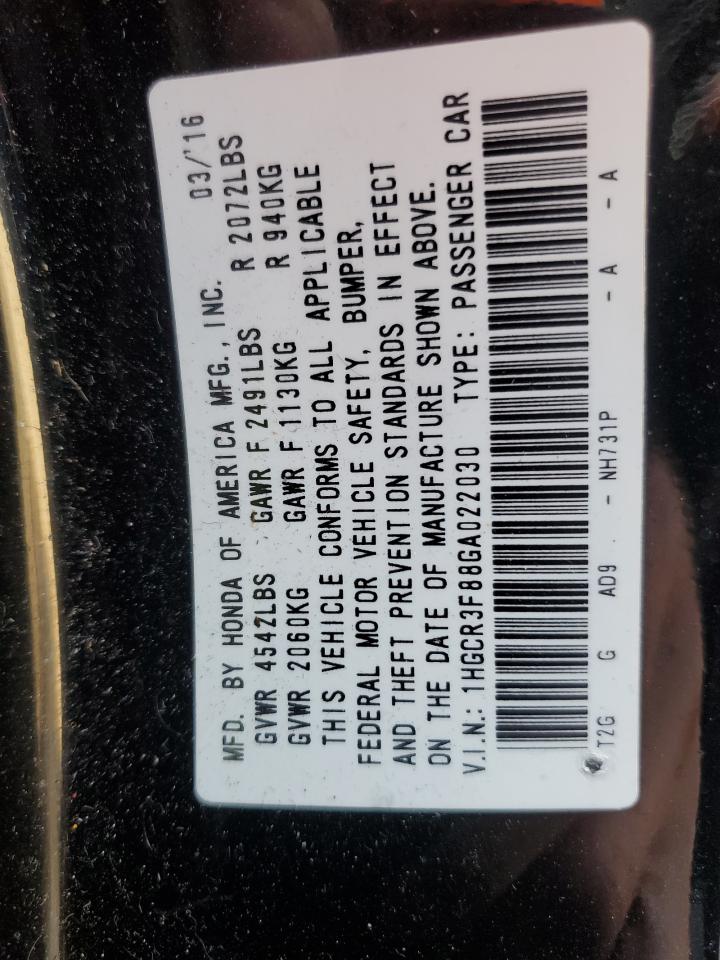 MFD. BY HONDA OF AMERICA MFG., INC. 03/'16
GVWR 4542LBS GAWR F 2491LBS R 2072LBS
GVWR 2060KG GAWR F 1130KG R 940KG
THIS VEHICLE CONFORMS TO ALL APPLICABLE
FEDERAL MOTOR VEHICLE SAFETY, BUMPER,
AND THEFT PREVENTION STANDARDS IN EFFECT
ON THE DATE OF MANUFACTURE SHOWN ABOVE.
V.I.N.: 1HGCR3F88GA022030 TYPE: PASSENGER CAR
T2G G AD9 . - NH731P - A - A